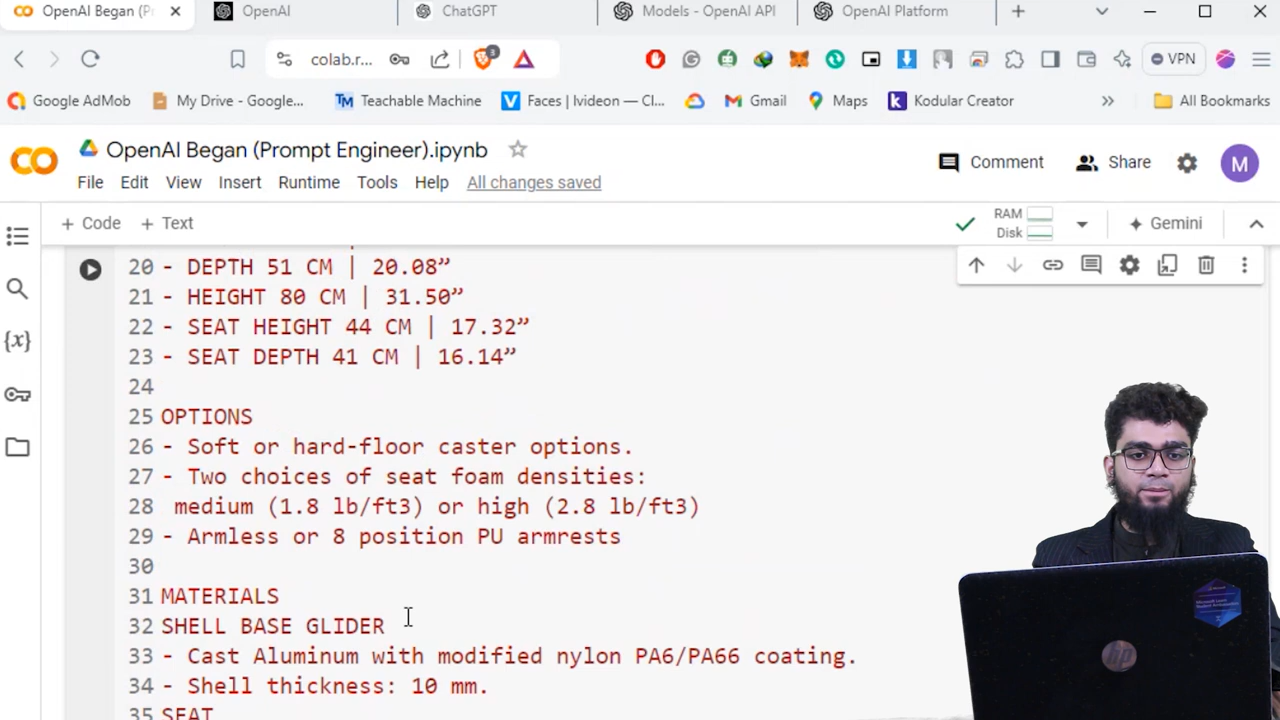 OpenAI Began (P
OpenAI
ChatGPT
Models - OpenAI API
OpenAI Platform
colab.r...
3
VPN
Google AdMob
My Drive - Google...
TM Teachable Machine
V Faces | Ivideon — Cl...
Gmail
Maps
K Kodular Creator
All Bookmarks
OpenAI Began (Prompt Engineer).ipynb
Comment
Share
M
File Edit View Insert Runtime Tools Help All changes saved
+ Code + Text
RAM
Disk
Gemini
20 - DEPTH 51 CM | 20.08”
21 - HEIGHT 80 CM | 31.50”
22 - SEAT HEIGHT 44 CM | 17.32”
23 - SEAT DEPTH 41 CM | 16.14”
24
25 OPTIONS
26 - Soft or hard-floor caster options.
27 - Two choices of seat foam densities:
28 medium (1.8 lb/ft3) or high (2.8 lb/ft3)
29 - Armless or 8 position PU armrests
30
31 MATERIALS
32 SHELL BASE GLIDER
33 - Cast Aluminum with modified nylon PA6/PA66 coating.
34 - Shell thickness: 10 mm.
35 SEAT
hp